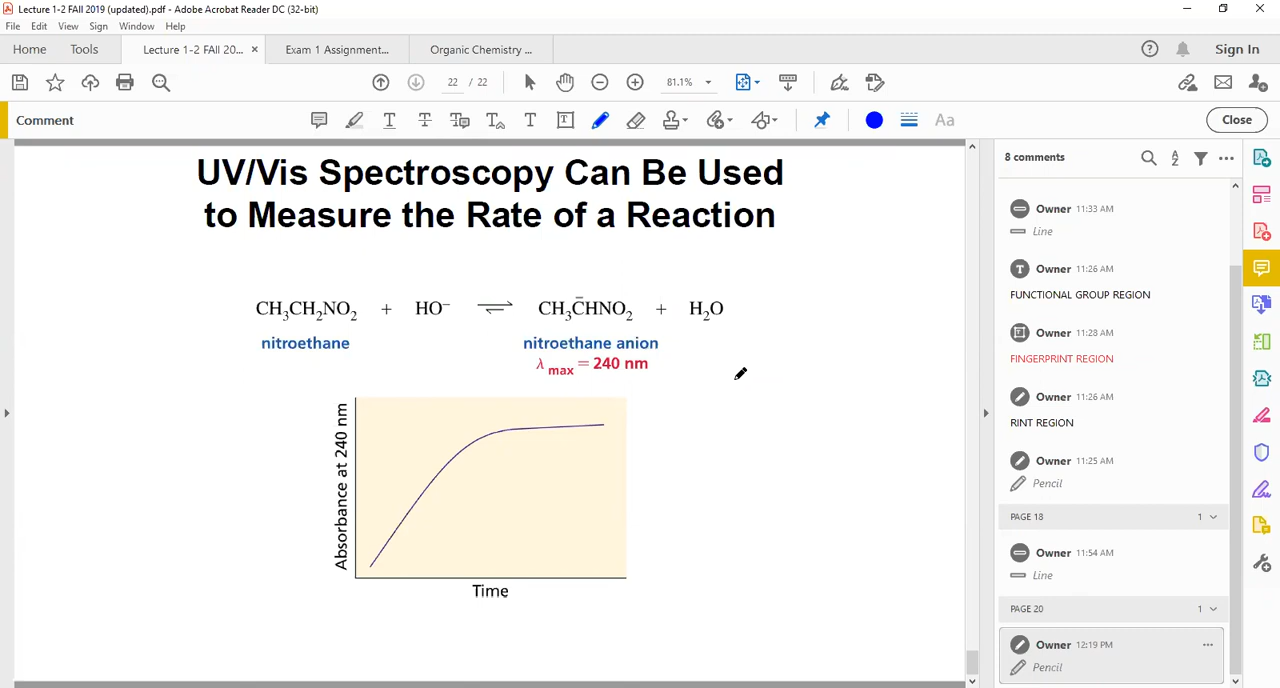 Lecture 1-2 FAll 2019 (updated).pdf - Adobe Acrobat Reader DC (32-bit)
File Edit View Sign Window Help
Home Tools Lecture 1-2 FAll 20... × Exam 1 Assignment... Organic Chemistry ... Sign In
22 / 22 81.1%
Comment Aa Close
UV/Vis Spectroscopy Can Be Used
to Measure the Rate of a Reaction
CH₃CH₂NO₂ + HO⁻ ⇌ CH₃C̄HNO₂ + H₂O
nitroethane nitroethane anion
λ max = 240 nm
Absorbance at 240 nm
Time
8 comments
Owner 11:33 AM
Line
T Owner 11:26 AM
FUNCTIONAL GROUP REGION
Owner 11:28 AM
FINGERPRINT REGION
Owner 11:26 AM
RINT REGION
Owner 11:25 AM
Pencil
PAGE 18 1
Owner 11:54 AM
Line
PAGE 20 1
Owner 12:19 PM
Pencil